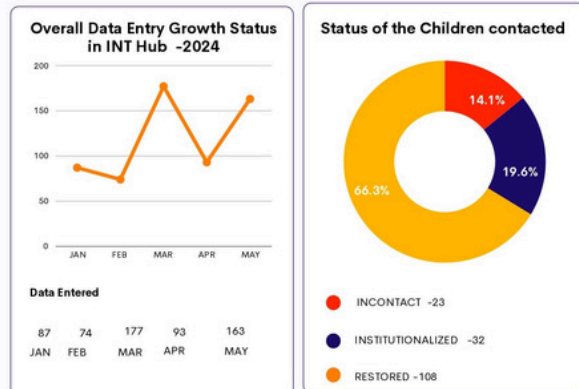 Overall Data Entry Growth Status
in INT Hub -2024
200
150
100
50
0
JAN FEB MAR APR MAY
Data Entered
87 74 177 93 163
JAN FEB MAR APR MAY
Status of the Children contacted
14.1%
19.6%
66.3%
INCONTACT -23
INSTITUTIONALIZED -32
RESTORED -108